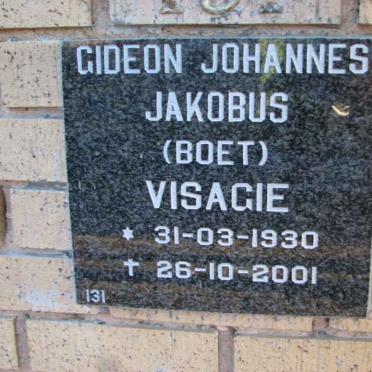 GIDEON JOHANNES
JAKOBUS
(BOET)
VISAGIE
* 31-03-1930
† 26-10-2001
131